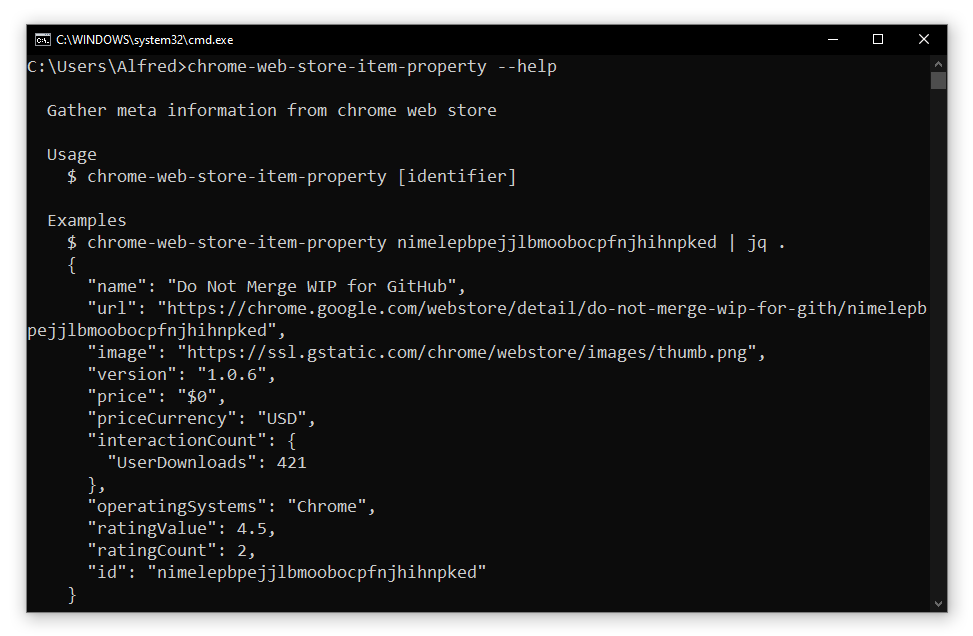 C:\WINDOWS\system32\cmd.exe
C:\Users\Alfred>chrome-web-store-item-property --help
Gather meta information from chrome web store
Usage
$ chrome-web-store-item-property [identifier]
Examples
$ chrome-web-store-item-property nimelepbpejjlbmoobocpfnjhihnpked | jq .
{
"name": "Do Not Merge WIP for GitHub",
"url": "https://chrome.google.com/webstore/detail/do-not-merge-wip-for-gith/nimelepb
pejjlbmoobocpfnjhihnpked",
"image": "https://ssl.gstatic.com/chrome/webstore/images/thumb.png",
"version": "1.0.6",
"price": "$0",
"priceCurrency": "USD",
"interactionCount": {
"UserDownloads": 421
},
"operatingSystems": "Chrome",
"ratingValue": 4.5,
"ratingCount": 2,
"id": "nimelepbpejjlbmoobocpfnjhihnpked"
}